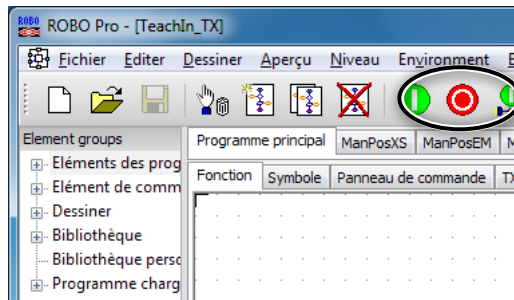 ROBO
ROBO Pro - [TeachIn_TX]
Fichier Editer Dessiner Aperçu Niveau Environment
Element groups
Eléments des prog
Elément de comm
Dessiner
Bibliothèque
Bibliothèque perso
Programme charg
Programme principal ManPosXS ManPosEM M
Fonction Symbole Panneau de commande TX